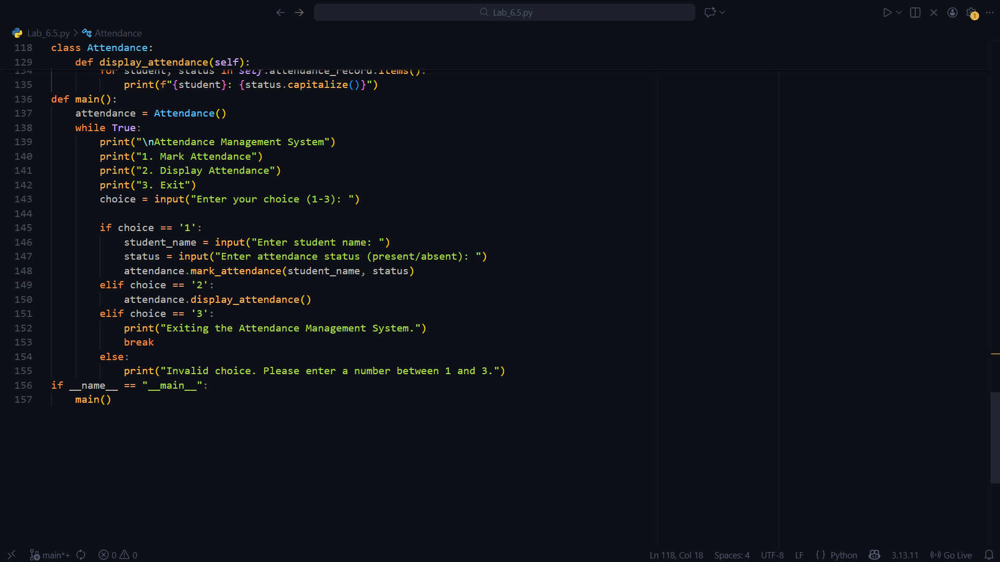 Lab_6.5.py
1
Lab_6.5.py > Attendance
118 class Attendance:
129     def display_attendance(self):
134         for student, status in self.attendance_record.items():
135             print(f"{student}: {status.capitalize()}")
136 def main():
137     attendance = Attendance()
138     while True:
139         print("\nAttendance Management System")
140         print("1. Mark Attendance")
141         print("2. Display Attendance")
142         print("3. Exit")
143         choice = input("Enter your choice (1-3): ")
144
145         if choice == '1':
146             student_name = input("Enter student name: ")
147             status = input("Enter attendance status (present/absent): ")
148             attendance.mark_attendance(student_name, status)
149         elif choice == '2':
150             attendance.display_attendance()
151         elif choice == '3':
152             print("Exiting the Attendance Management System.")
153             break
154         else:
155             print("Invalid choice. Please enter a number between 1 and 3.")
156 if __name__ == "__main__":
157     main()
main*+ 0 0 Ln 118, Col 18 Spaces: 4 UTF-8 LF { } Python 3.13.11 Go Live